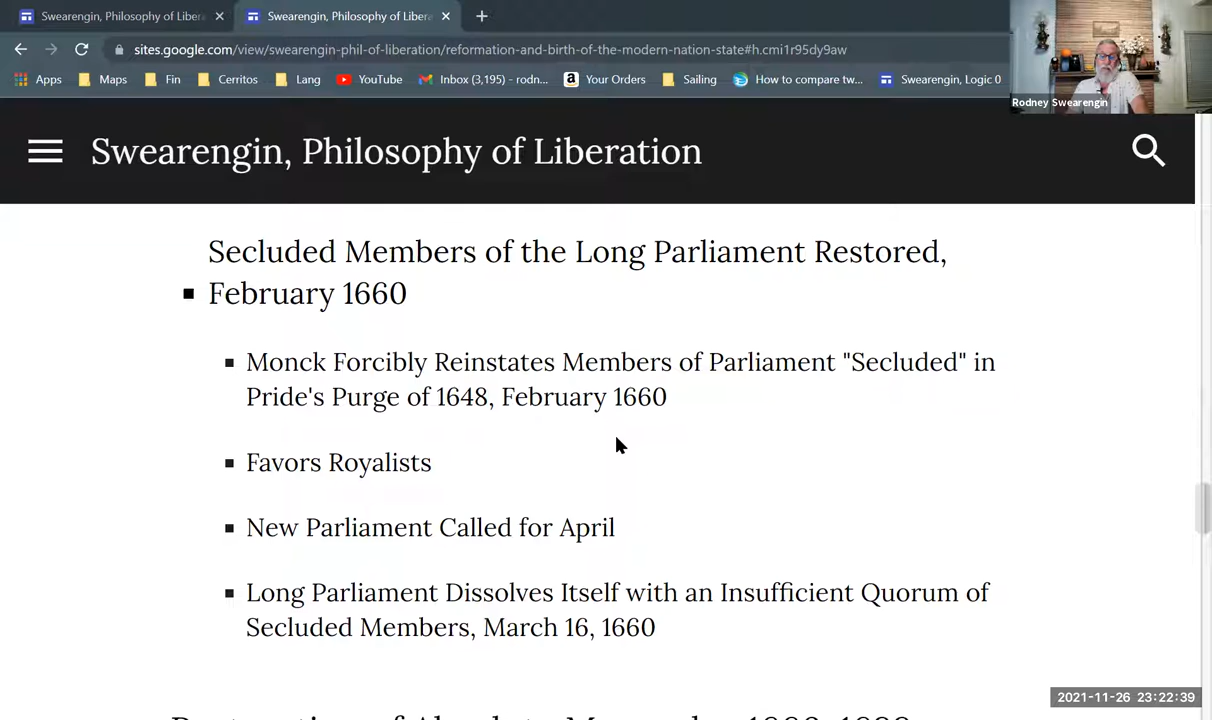 Swearengin, Philosophy of Liber
Swearengin, Philosophy of Libera
sites.google.com/view/swearengin-phil-of-liberation/reformation-and-birth-of-the-modern-nation-state#h.cmi1r95dy9aw
Apps Maps Fin Cerritos Lang YouTube Inbox (3,195) - rodn... Your Orders Sailing How to compare tw... Swearengin, Logic 0
Rodney Swearengin
Swearengin, Philosophy of Liberation
Secluded Members of the Long Parliament Restored,
February 1660
Monck Forcibly Reinstates Members of Parliament "Secluded" in
Pride's Purge of 1648, February 1660
Favors Royalists
New Parliament Called for April
Long Parliament Dissolves Itself with an Insufficient Quorum of
Secluded Members, March 16, 1660
2021-11-26 23:22:39